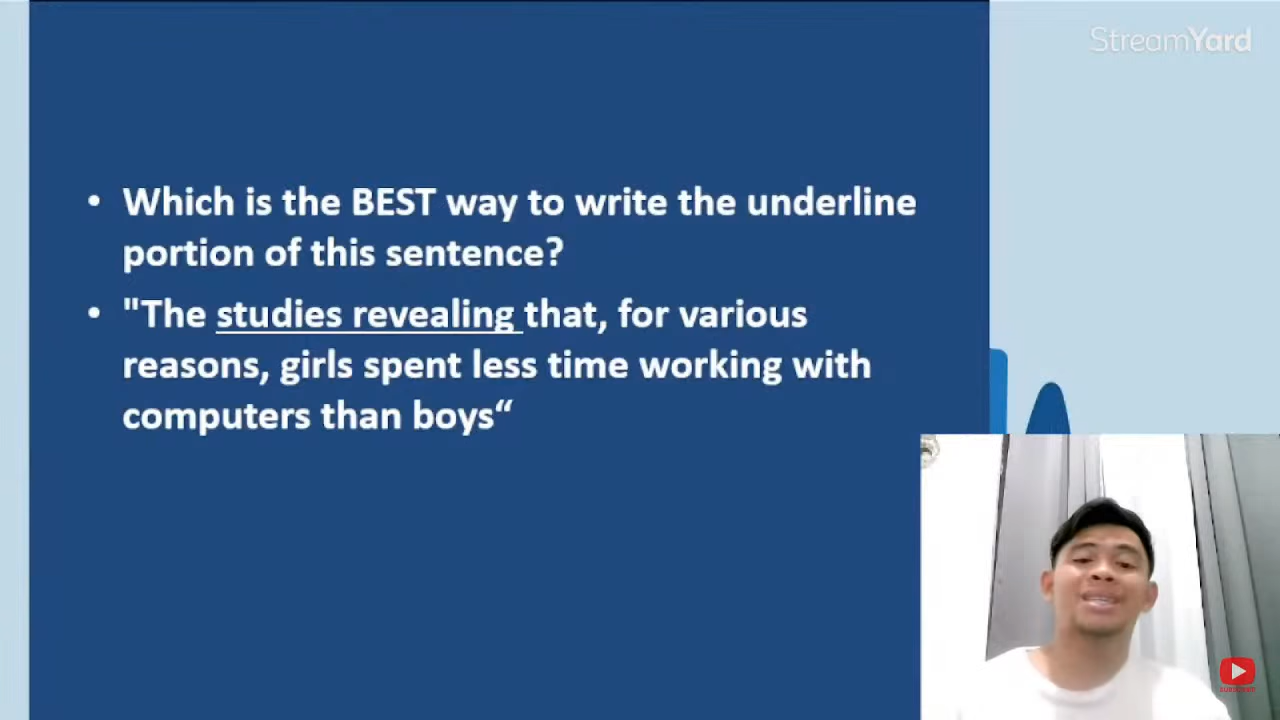 StreamYard
• Which is the BEST way to write the underline
portion of this sentence?
• "The studies revealing that, for various
reasons, girls spent less time working with
computers than boys“
SUBSCRIBE